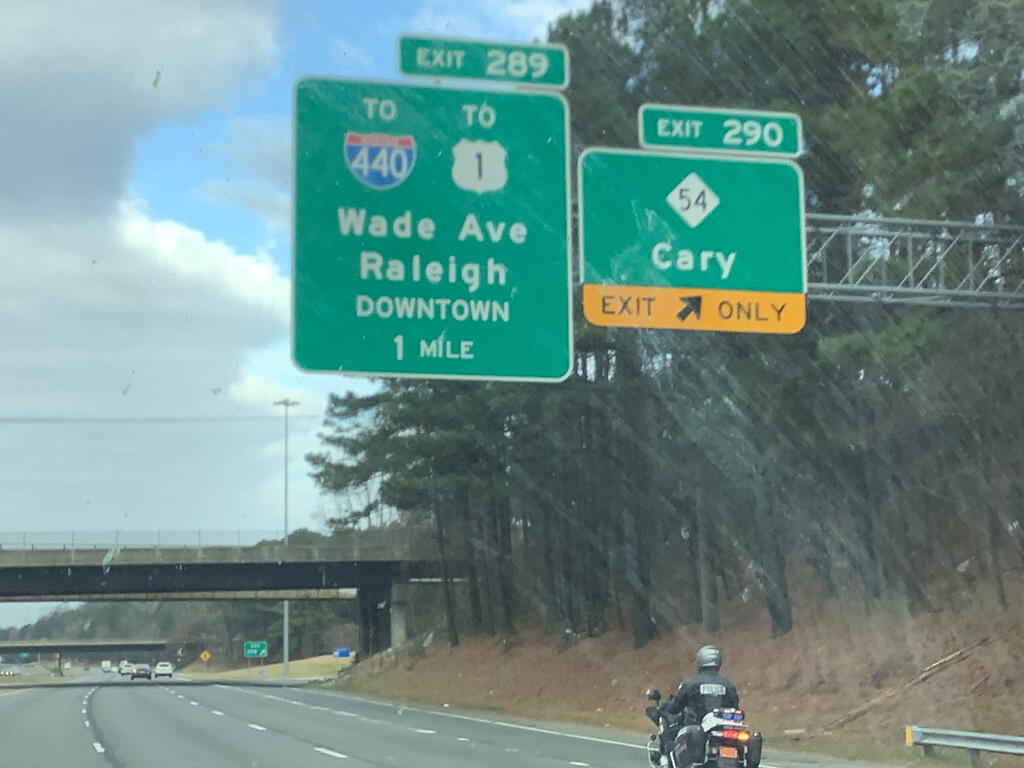 EXIT 289
TO TO
440 1
Wade Ave
Raleigh
DOWNTOWN
1 MILE
EXIT 290
54
Cary
EXIT ONLY
EXIT
POLICE